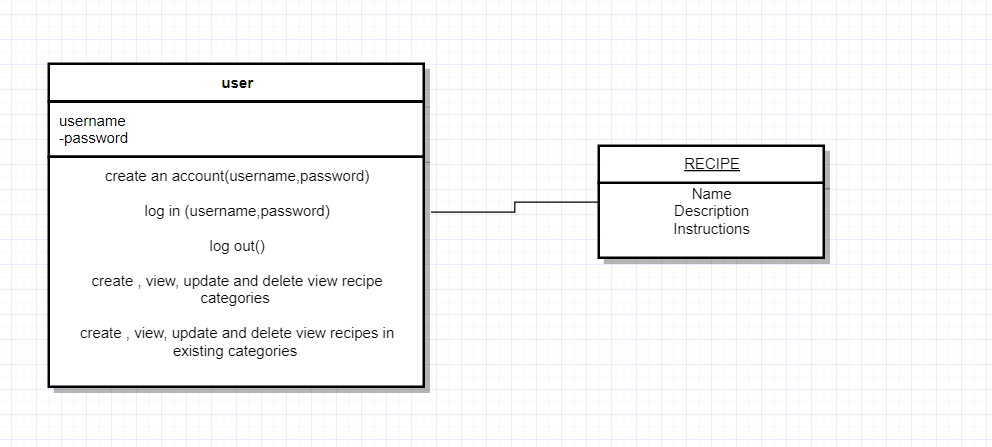 user
username
-password
create an account(username,password)
log in (username,password)
log out()
create , view, update and delete view recipe
categories
create , view, update and delete view recipes in
existing categories
RECIPE
Name
Description
Instructions